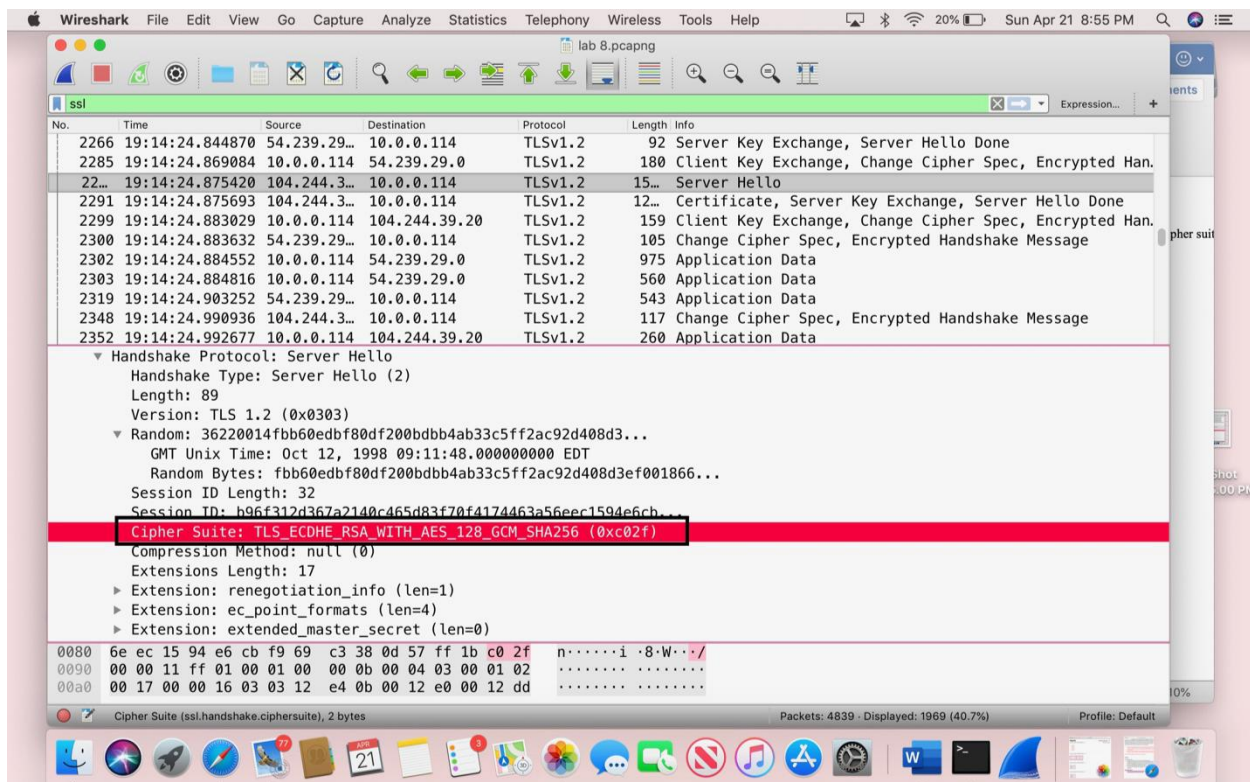 Wireshark File Edit View Go Capture Analyze Statistics Telephony Wireless Tools Help 20% Sun Apr 21 8:55 PM
lab 8.pcapng
ssl Expression... +
No. Time Source Destination Protocol Length Info
2266 19:14:24.844870 54.239.29… 10.0.0.114 TLSv1.2 92 Server Key Exchange, Server Hello Done
2285 19:14:24.869084 10.0.0.114 54.239.29.0 TLSv1.2 180 Client Key Exchange, Change Cipher Spec, Encrypted Han.
22… 19:14:24.875420 104.244.3… 10.0.0.114 TLSv1.2 15… Server Hello
2291 19:14:24.875693 104.244.3… 10.0.0.114 TLSv1.2 12… Certificate, Server Key Exchange, Server Hello Done
2299 19:14:24.883029 10.0.0.114 104.244.39.20 TLSv1.2 159 Client Key Exchange, Change Cipher Spec, Encrypted Han.
2300 19:14:24.883632 54.239.29… 10.0.0.114 TLSv1.2 105 Change Cipher Spec, Encrypted Handshake Message
2302 19:14:24.884552 10.0.0.114 54.239.29.0 TLSv1.2 975 Application Data
2303 19:14:24.884816 10.0.0.114 54.239.29.0 TLSv1.2 560 Application Data
2319 19:14:24.903252 54.239.29… 10.0.0.114 TLSv1.2 543 Application Data
2348 19:14:24.990936 104.244.3… 10.0.0.114 TLSv1.2 117 Change Cipher Spec, Encrypted Handshake Message
2352 19:14:24.992677 10.0.0.114 104.244.39.20 TLSv1.2 260 Application Data
Handshake Protocol: Server Hello
Handshake Type: Server Hello (2)
Length: 89
Version: TLS 1.2 (0x0303)
Random: 36220014fbb60edbf80df200bdbb4ab33c5ff2ac92d408d3...
GMT Unix Time: Oct 12, 1998 09:11:48.000000000 EDT
Random Bytes: fbb60edbf80df200bdbb4ab33c5ff2ac92d408d3ef001866...
Session ID Length: 32
Session ID: b96f312d367a2140c465d83f70f4174463a56eec1594e6cb...
Cipher Suite: TLS_ECDHE_RSA_WITH_AES_128_GCM_SHA256 (0xc02f)
Compression Method: null (0)
Extensions Length: 17
Extension: renegotiation_info (len=1)
Extension: ec_point_formats (len=4)
Extension: extended_master_secret (len=0)
0080 6e ec 15 94 e6 cb f9 69 c3 38 0d 57 ff 1b c0 2f n······i ·8·W···/
0090 00 00 11 ff 01 00 01 00 00 0b 00 04 03 00 01 02 ········ ········
00a0 00 17 00 00 16 03 03 12 e4 0b 00 12 e0 00 12 dd ········ ········
Cipher Suite (ssl.handshake.ciphersuite), 2 bytes Packets: 4839 · Displayed: 1969 (40.7%) Profile: Default
ents
pher suit
shot
:00 PM
10%
77
APR
21
3
W